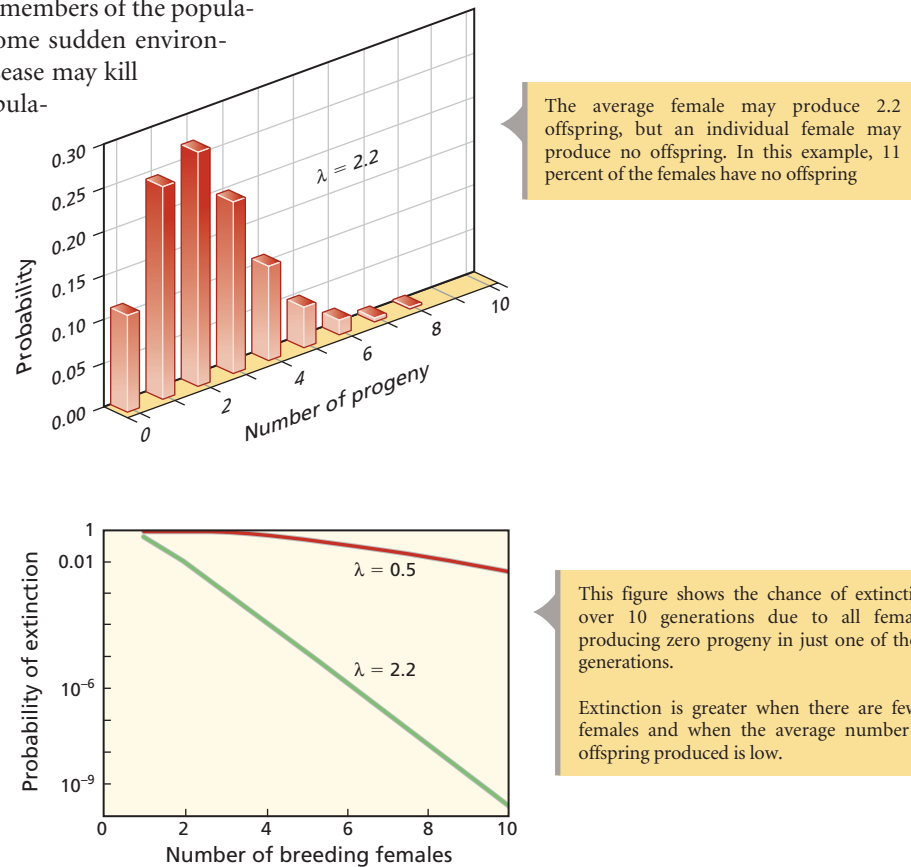 members of the popula-
ome sudden environ-
sease may kill
pula-
0.30
0.25
0.20
0.15
0.10
0.05
0.00
Probability
λ = 2.2
0
2
4
6
8
10
Number of progeny
The average female may produce 2.2
offspring, but an individual female may
produce no offspring. In this example, 11
percent of the females have no offspring
1
0.01
10⁻⁶
10⁻⁹
Probability of extinction
λ = 0.5
λ = 2.2
0
2
4
6
8
10
Number of breeding females
This figure shows the chance of extincti
over 10 generations due to all fema
producing zero progeny in just one of the
generations.
Extinction is greater when there are few
females and when the average number
offspring produced is low.